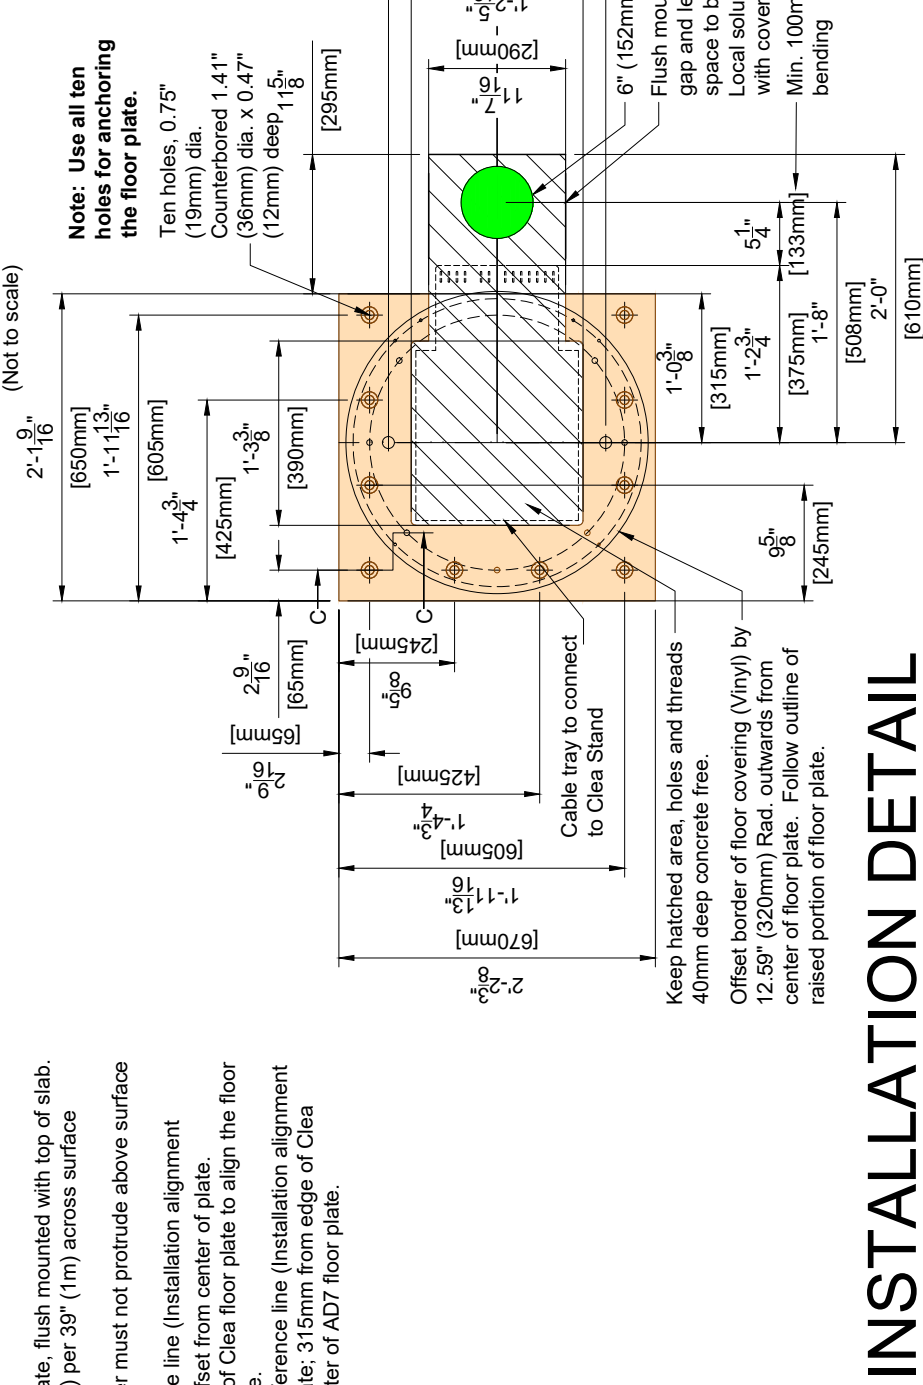 (Not to scale)
Note: Use all ten
holes for anchoring
the floor plate.
Ten holes, 0.75"
(19mm) dia.
Counterbored 1.41"
(36mm) dia. x 0.47"
(12mm) deep
11 5/8"
[295mm]
2'-1 9/16"
[650mm]
1'-11 13/16"
[605mm]
1'-4 3/4"
[425mm]
1'-3 3/8"
[390mm]
2 9/16"
[65mm]
C
C
[290mm]
11 7/16"
6" (152mm
Flush mou
gap and le
space to b
Local solu
with cover
Min. 100m
bending
5 1/4"
[133mm]
1'-0 3/8"
[315mm]
1'-2 3/4"
[375mm]
1'-8"
[508mm]
2'-0"
[610mm]
9 5/8"
[245mm]
[245mm]
9 5/8"
[65mm]
2 9/16"
[425mm]
1'-4 3/4"
[605mm]
1'-11 13/16"
[670mm]
2'-2 3/8"
Cable tray to connect
to Clea Stand
Keep hatched area, holes and threads
40mm deep concrete free.
Offset border of floor covering (Vinyl) by
12.59" (320mm) Rad. outwards from
center of floor plate. Follow outline of
raised portion of floor plate.
ate, flush mounted with top of slab.
) per 39" (1m) across surface
er must not protrude above surface
e line (Installation alignment
fset from center of plate.
of Clea floor plate to align the floor
e.
erence line (Installation alignment
te; 315mm from edge of Clea
ter of AD7 floor plate.
INSTALLATION DETAIL